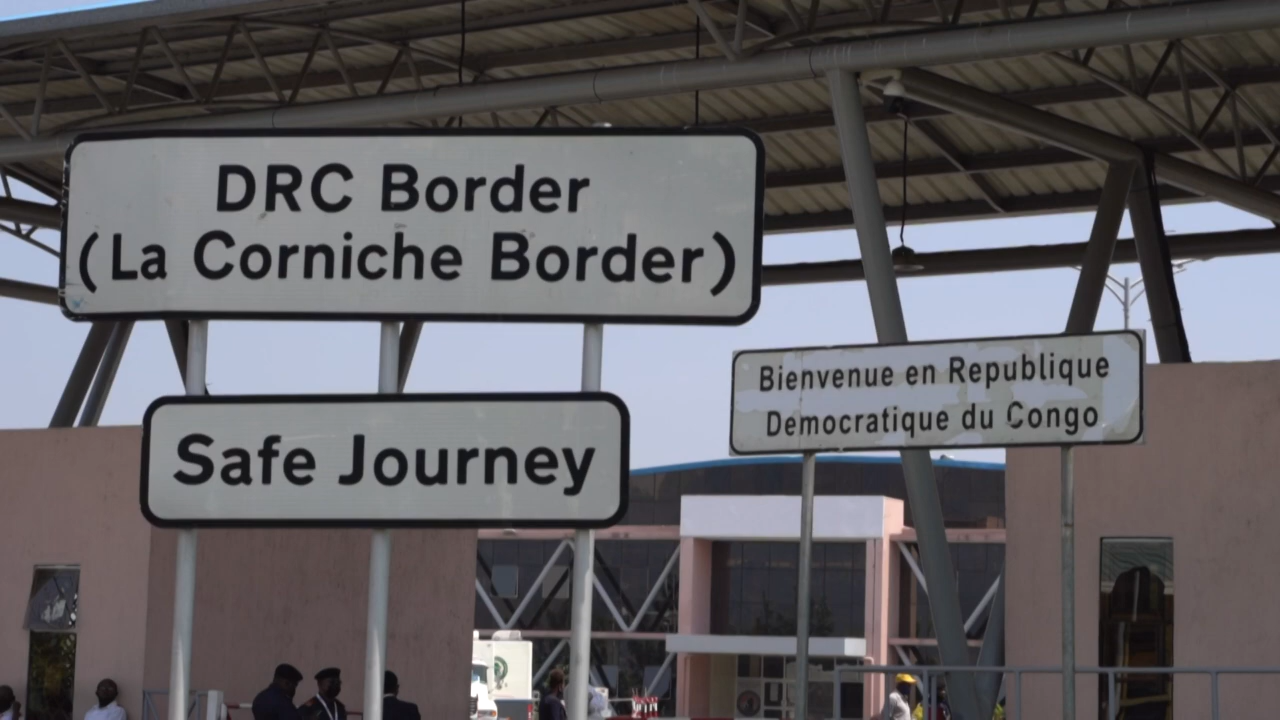 DRC Border
(La Corniche Border)
Safe Journey
Bienvenue en Republique
Democratique du Congo